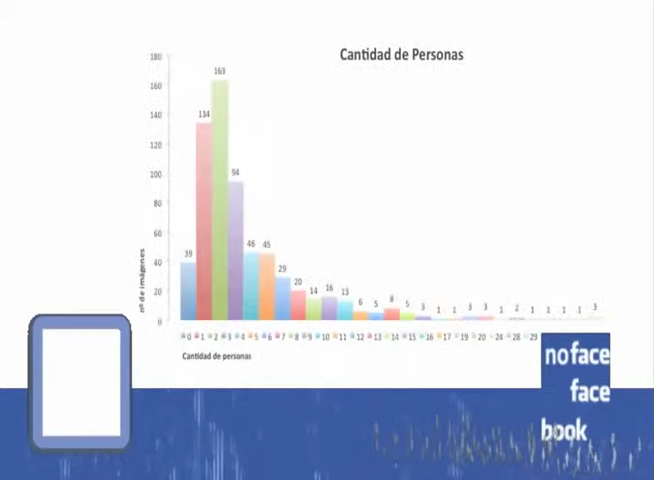 Cantidad de Personas
180
163
160
140
134
120
100
94
80
60
46 45
40
39
29
20
20
14 16 13
6 5 8 5 3 1 1 3 3 1 2 1 1 1 1 3
0
nº de imágenes
0 1 2 3 4 5 6 7 8 9 10 11 12 13 14 15 16 17 19 20 24 28 29
Cantidad de personas
noface
face
book